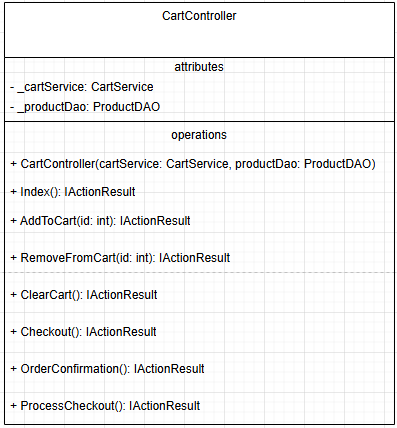 CartController
attributes
- _cartService: CartService
- _productDao: ProductDAO
operations
+ CartController(cartService: CartService, productDao: ProductDAO)
+ Index(): IActionResult
+ AddToCart(id: int): IActionResult
+ RemoveFromCart(id: int): IActionResult
+ ClearCart(): IActionResult
+ Checkout(): IActionResult
+ OrderConfirmation(): IActionResult
+ ProcessCheckout(): IActionResult